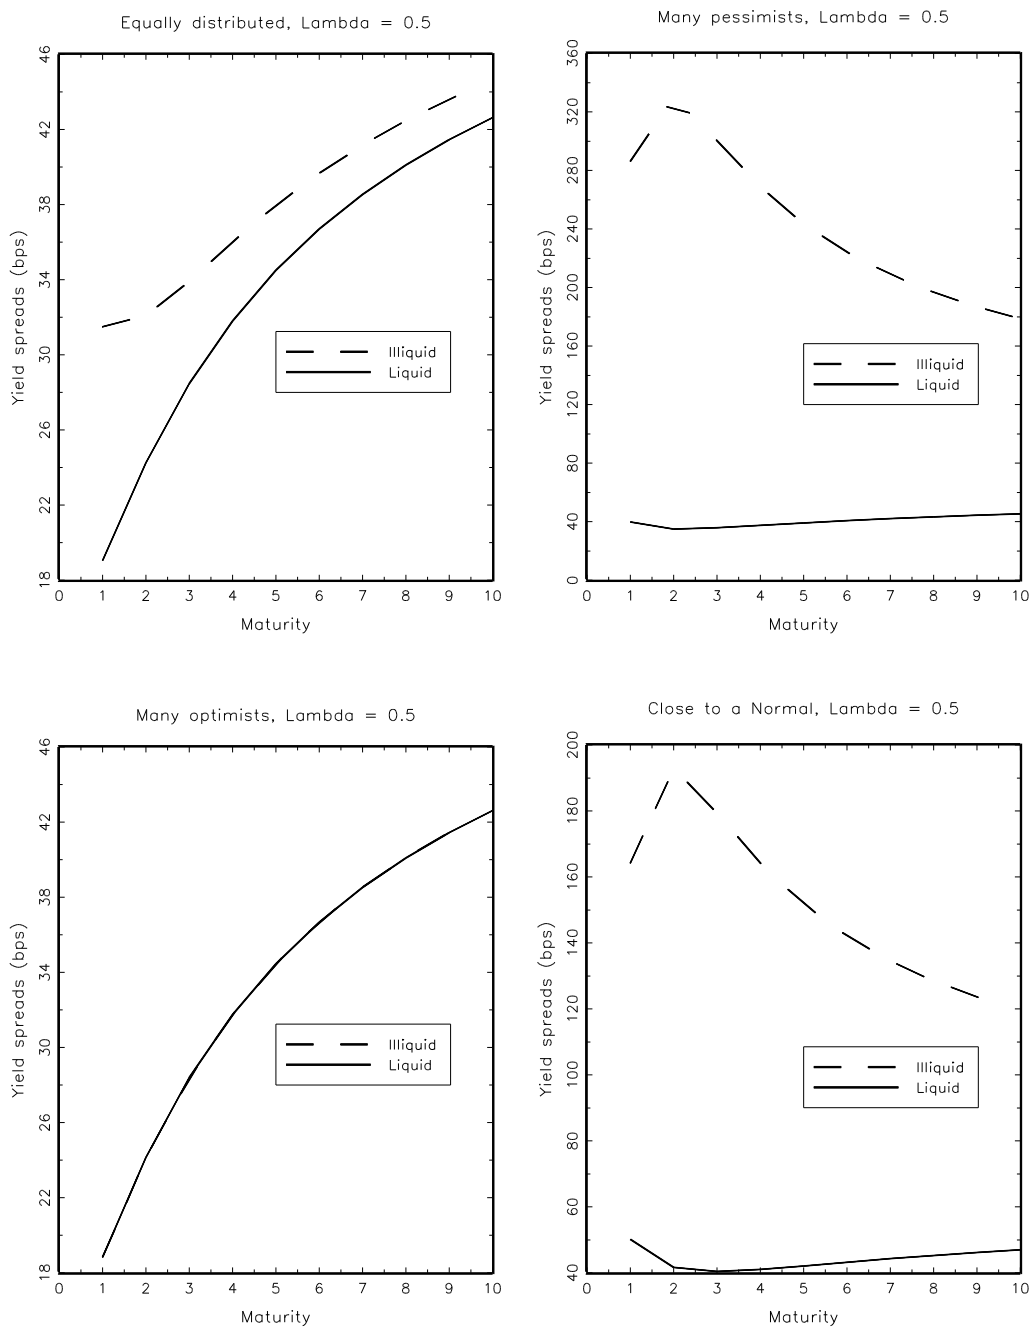 Equally distributed, Lambda = 0.5
Yield spreads (bps)
46
42
38
34
30
26
22
18
Illiquid
Liquid
0 1 2 3 4 5 6 7 8 9 10
Maturity
Many pessimists, Lambda = 0.5
Yield spreads (bps)
360
320
280
240
200
160
120
80
40
0
Illiquid
Liquid
0 1 2 3 4 5 6 7 8 9 10
Maturity
Many optimists, Lambda = 0.5
Yield spreads (bps)
46
42
38
34
30
26
22
18
Illiquid
Liquid
0 1 2 3 4 5 6 7 8 9 10
Maturity
Close to a Normal, Lambda = 0.5
Yield spreads (bps)
200
180
160
140
120
100
80
60
40
Illiquid
Liquid
0 1 2 3 4 5 6 7 8 9 10
Maturity